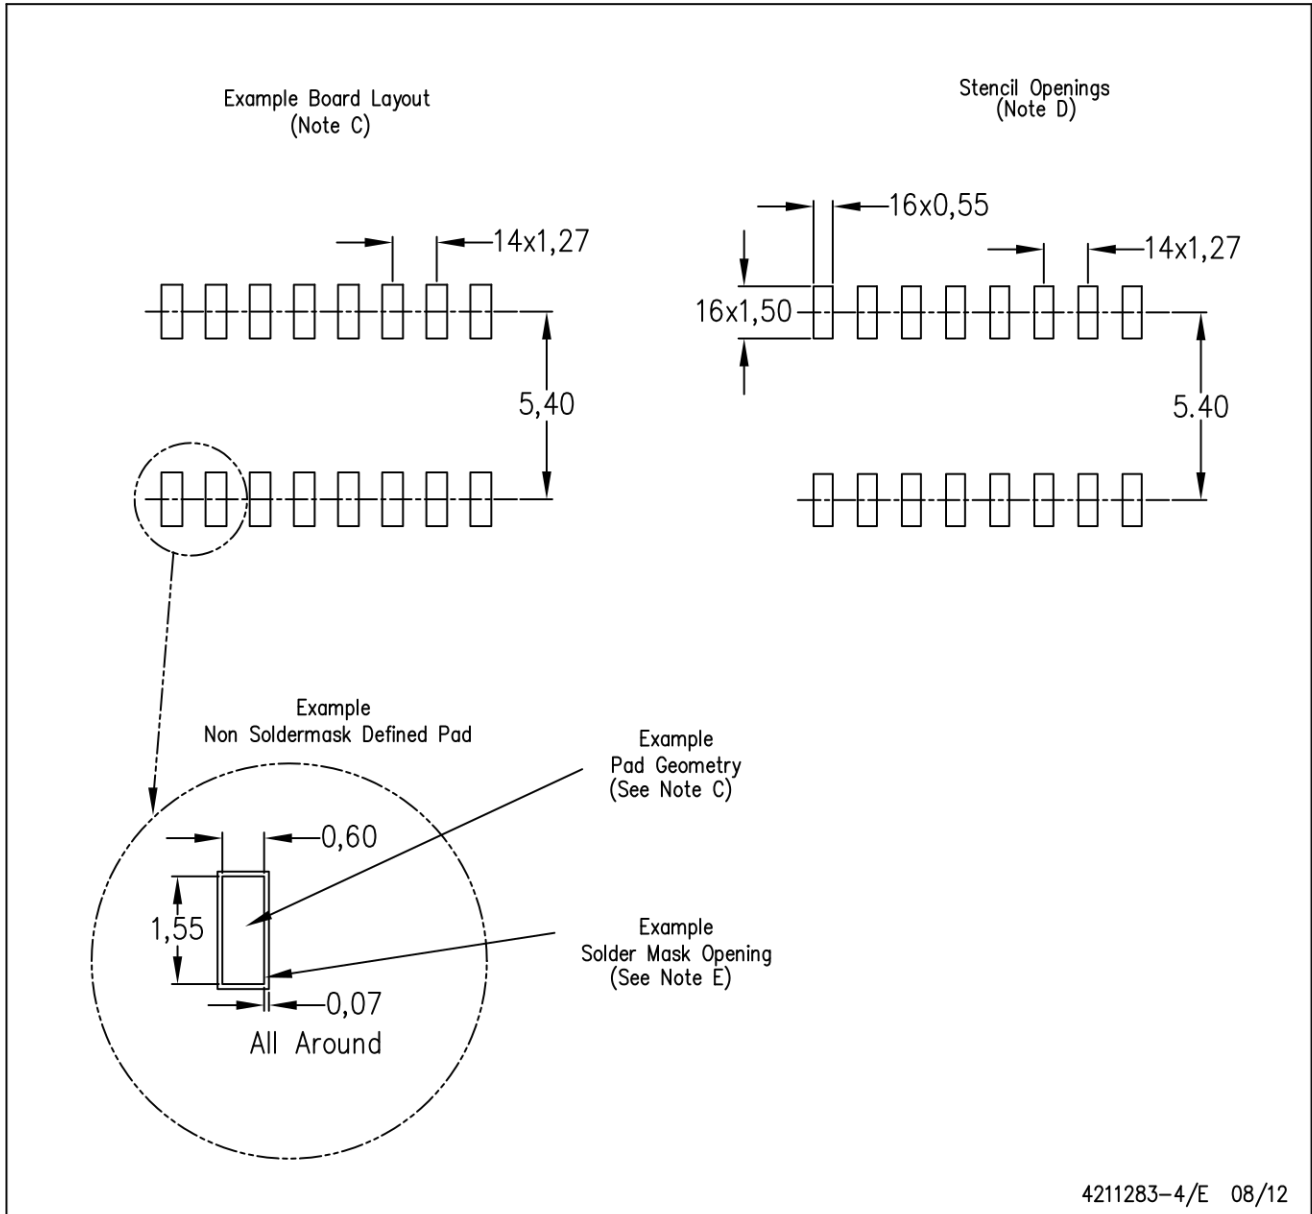 Example Board Layout
(Note C)
14x1,27
5,40
Stencil Openings
(Note D)
16x0,55
14x1,27
16x1,50
5.40
Example
Non Soldermask Defined Pad
0,60
1,55
0,07
All Around
Example
Pad Geometry
(See Note C)
Example
Solder Mask Opening
(See Note E)
4211283-4/E 08/12